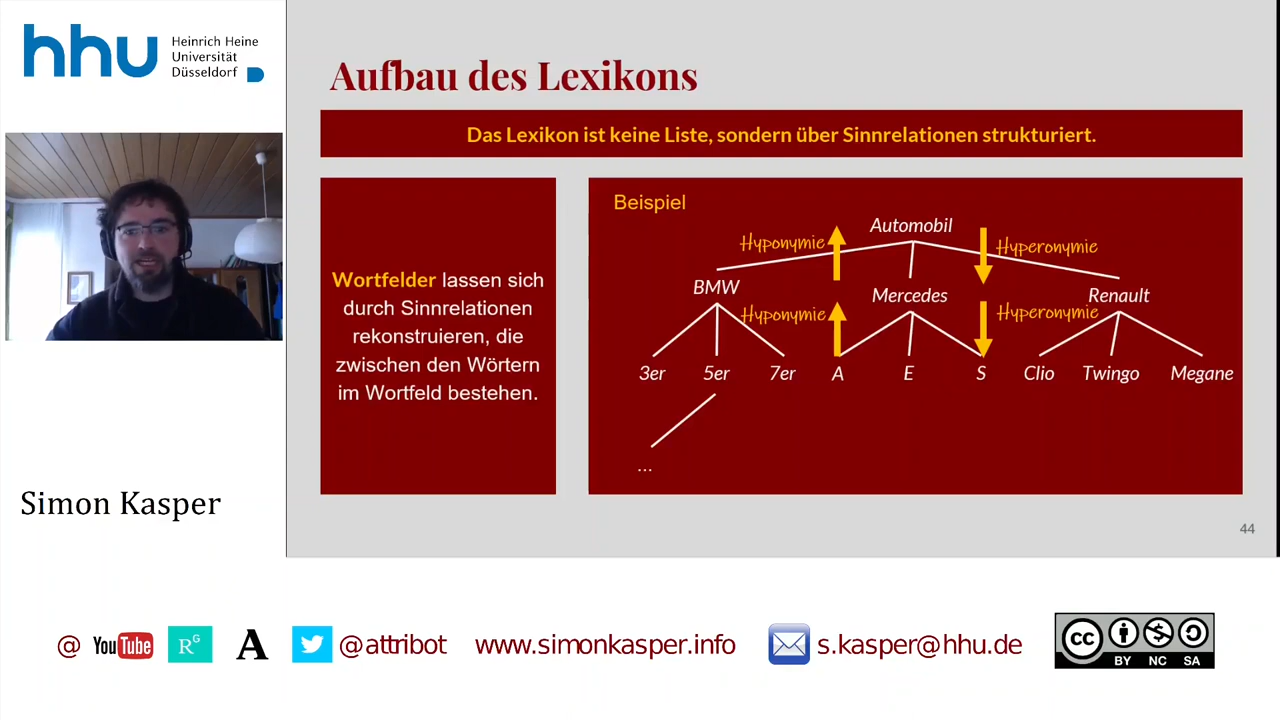 hhu
Heinrich Heine
Universität
Düsseldorf
Simon Kasper
Aufbau des Lexikons
Das Lexikon ist keine Liste, sondern über Sinnrelationen strukturiert.
Wortfelder lassen sich
durch Sinnrelationen
rekonstruieren, die
zwischen den Wörtern
im Wortfeld bestehen.
Beispiel
Automobil
Hyponymie
Hyperonymie
BMW
Mercedes
Renault
Hyponymie
Hyperonymie
3er 5er 7er A E S Clio Twingo Megane
...
44
@ YouTube RG A @attribot www.simonkasper.info s.kasper@hhu.de
cc BY NC SA